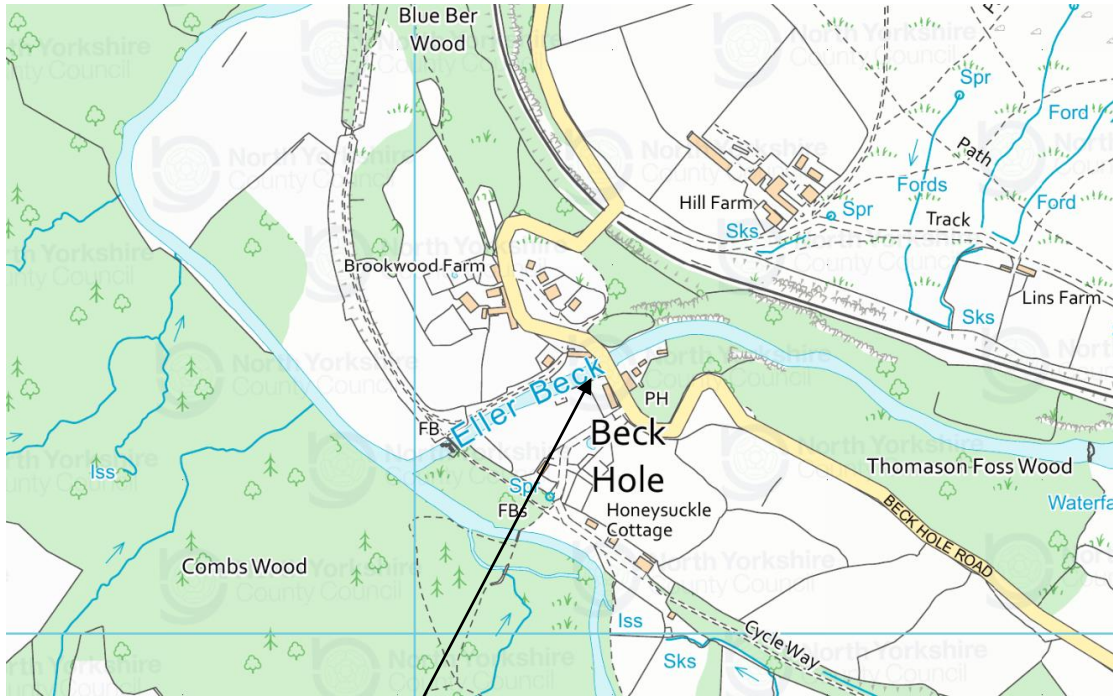 Blue Ber
Wood
North Yorkshire
County Council
Spr
Ford
Path
Fords
Ford
Hill Farm
Spr
Sks
Track
Brookwood Farm
Lins Farm
Sks
Eller Beck
PH
FB
Beck
Hole
Thomason Foss Wood
Iss
Spr
FBs
Honeysuckle
Cottage
BECK HOLE ROAD
Combs Wood
Iss
Cycle Way
Sks